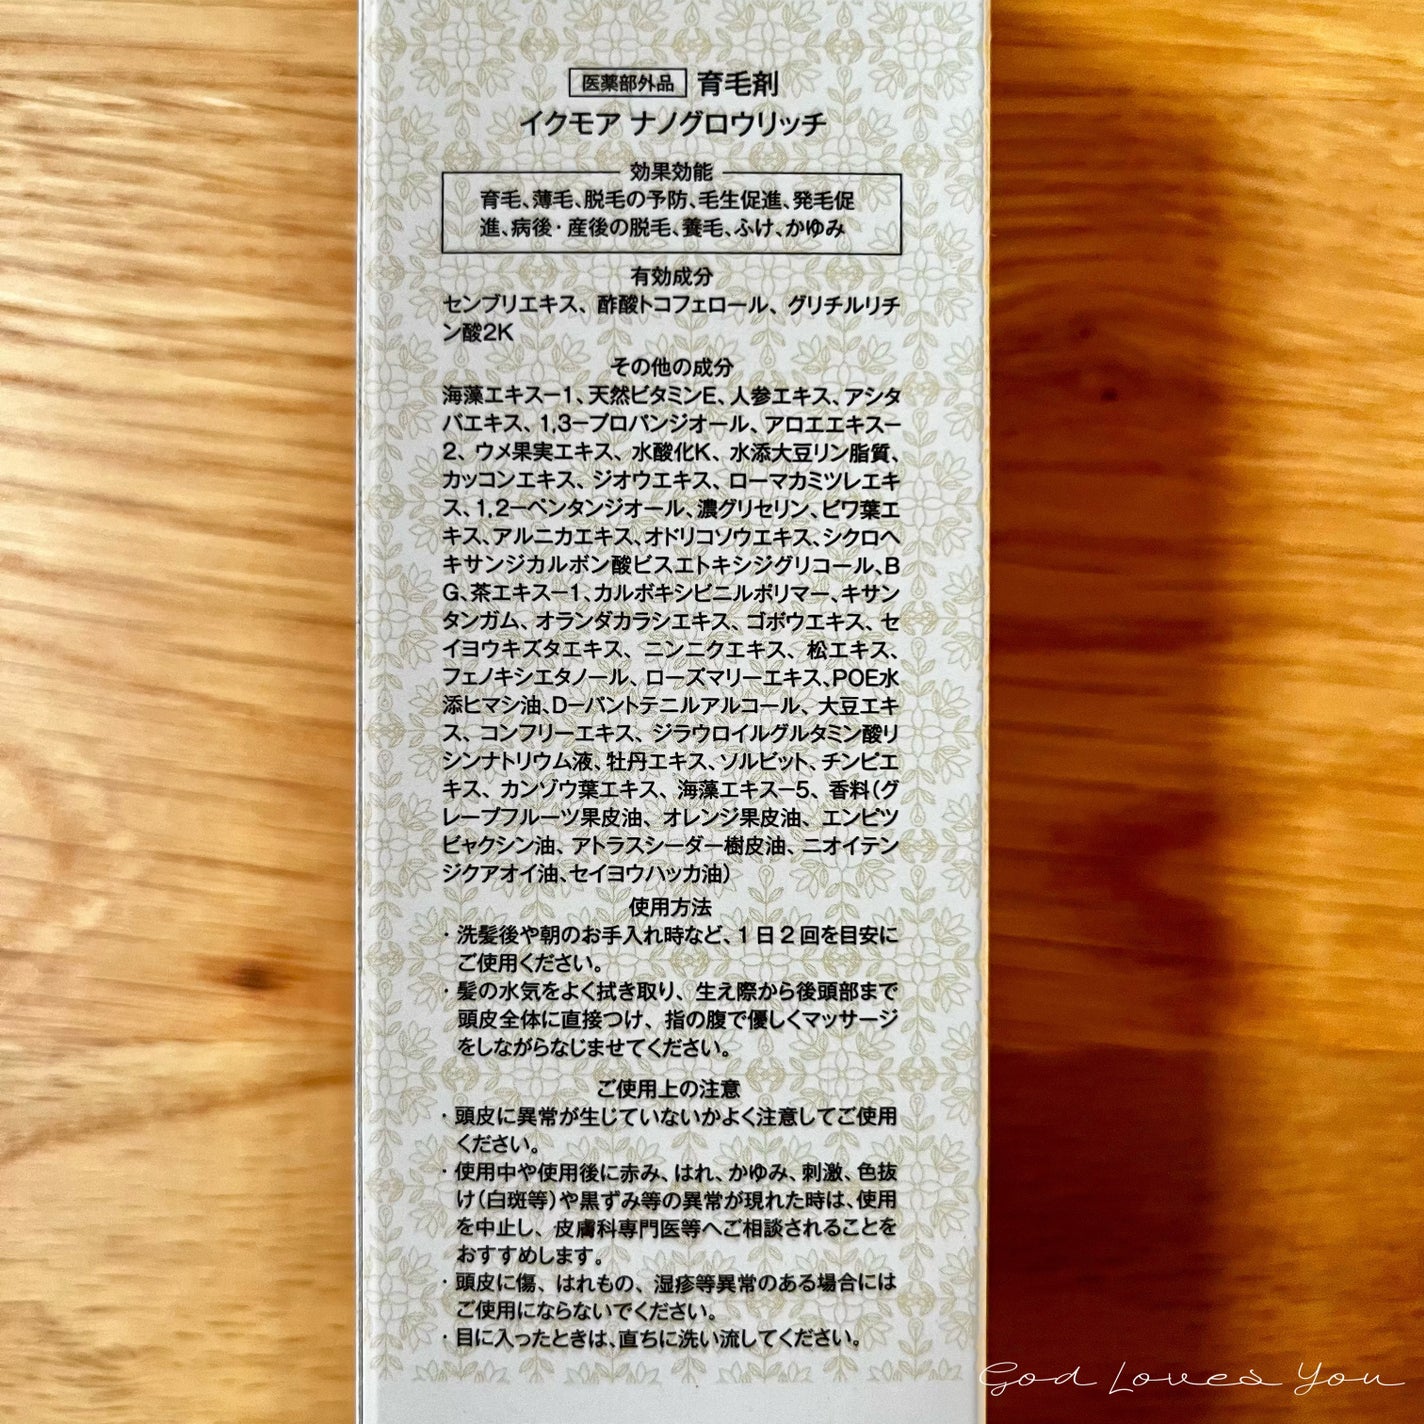 医薬部外品 育毛剤
イクモア ナノグロウリッチ
効果効能
育毛、薄毛、脱毛の予防、毛生促進、発毛促
進、病後・産後の脱毛、養毛、ふけ、かゆみ
有効成分
センブリエキス、酢酸トコフェロール、グリチルリチ
ン酸2K
その他の成分
海藻エキス−1、天然ビタミンE、人参エキス、アシタ
バエキス、1,3−プロパンジオール、アロエエキス−
2、ウメ果実エキス、水酸化K、水添大豆リン脂質、
カッコンエキス、ジオウエキス、ローマカミツレエキ
ス、1,2−ペンタンジオール、濃グリセリン、ビワ葉エ
キス、アルニカエキス、オドリコソウエキス、シクロヘ
キサンジカルボン酸ビスエトキシジグリコール、B
G、茶エキス−1、カルボキシビニルポリマー、キサン
タンガム、オランダカラシエキス、ゴボウエキス、セ
イヨウキズタエキス、ニンニクエキス、松エキス、
フェノキシエタノール、ローズマリーエキス、POE水
添ヒマシ油、D−パントテニルアルコール、大豆エキ
ス、コンフリーエキス、ジラウロイルグルタミン酸リ
シンナトリウム液、牡丹エキス、ソルビット、チンピエ
キス、カンゾウ葉エキス、海藻エキス−5、香料(グ
レープフルーツ果皮油、オレンジ果皮油、エンピツ
ビャクシン油、アトラスシーダー樹皮油、ニオイテン
ジクアオイ油、セイヨウハッカ油)
使用方法
・洗髪後や朝のお手入れ時など、1日2回を目安に
ご使用ください。
・髪の水気をよく拭き取り、生え際から後頭部まで
頭皮全体に直接つけ、指の腹で優しくマッサージ
をしながらなじませてください。
ご使用上の注意
・頭皮に異常が生じていないかよく注意してご使用
ください。
・使用中や使用後に赤み、はれ、かゆみ、刺激、色抜
け(白斑等)や黒ずみ等の異常が現れた時は、使用
を中止し、皮膚科専門医等へご相談されることを
おすすめします。
・頭皮に傷、はれもの、湿疹等異常のある場合には
ご使用にならないでください。
・目に入ったときは、直ちに洗い流してください。
God Loves You